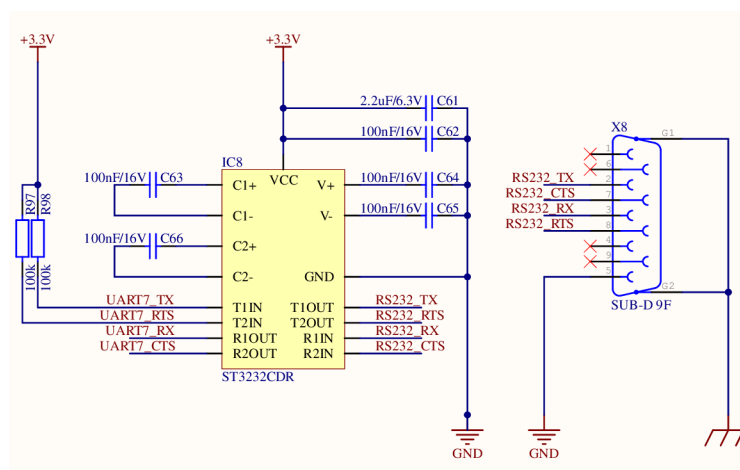 +3.3V
+3.3V
2.2uF/6.3V C61
100nF/16V C62
IC8
VCC
100nF/16V C63
C1+
V+
100nF/16V C64
C1-
V-
100nF/16V C65
100nF/16V C66
C2+
C2-
GND
R97
R98
100k
100k
UART7_TX
T1IN
T1OUT
RS232_TX
UART7_RTS
T2IN
T2OUT
RS232_RTS
UART7_RX
R1OUT
R1IN
RS232_RX
UART7_CTS
R2OUT
R2IN
RS232_CTS
ST3232CDR
GND
X8
G1
1
6
RS232_TX
2
RS232_CTS
7
RS232_RX
3
RS232_RTS
8
4
9
5
G2
SUB-D 9F
GND